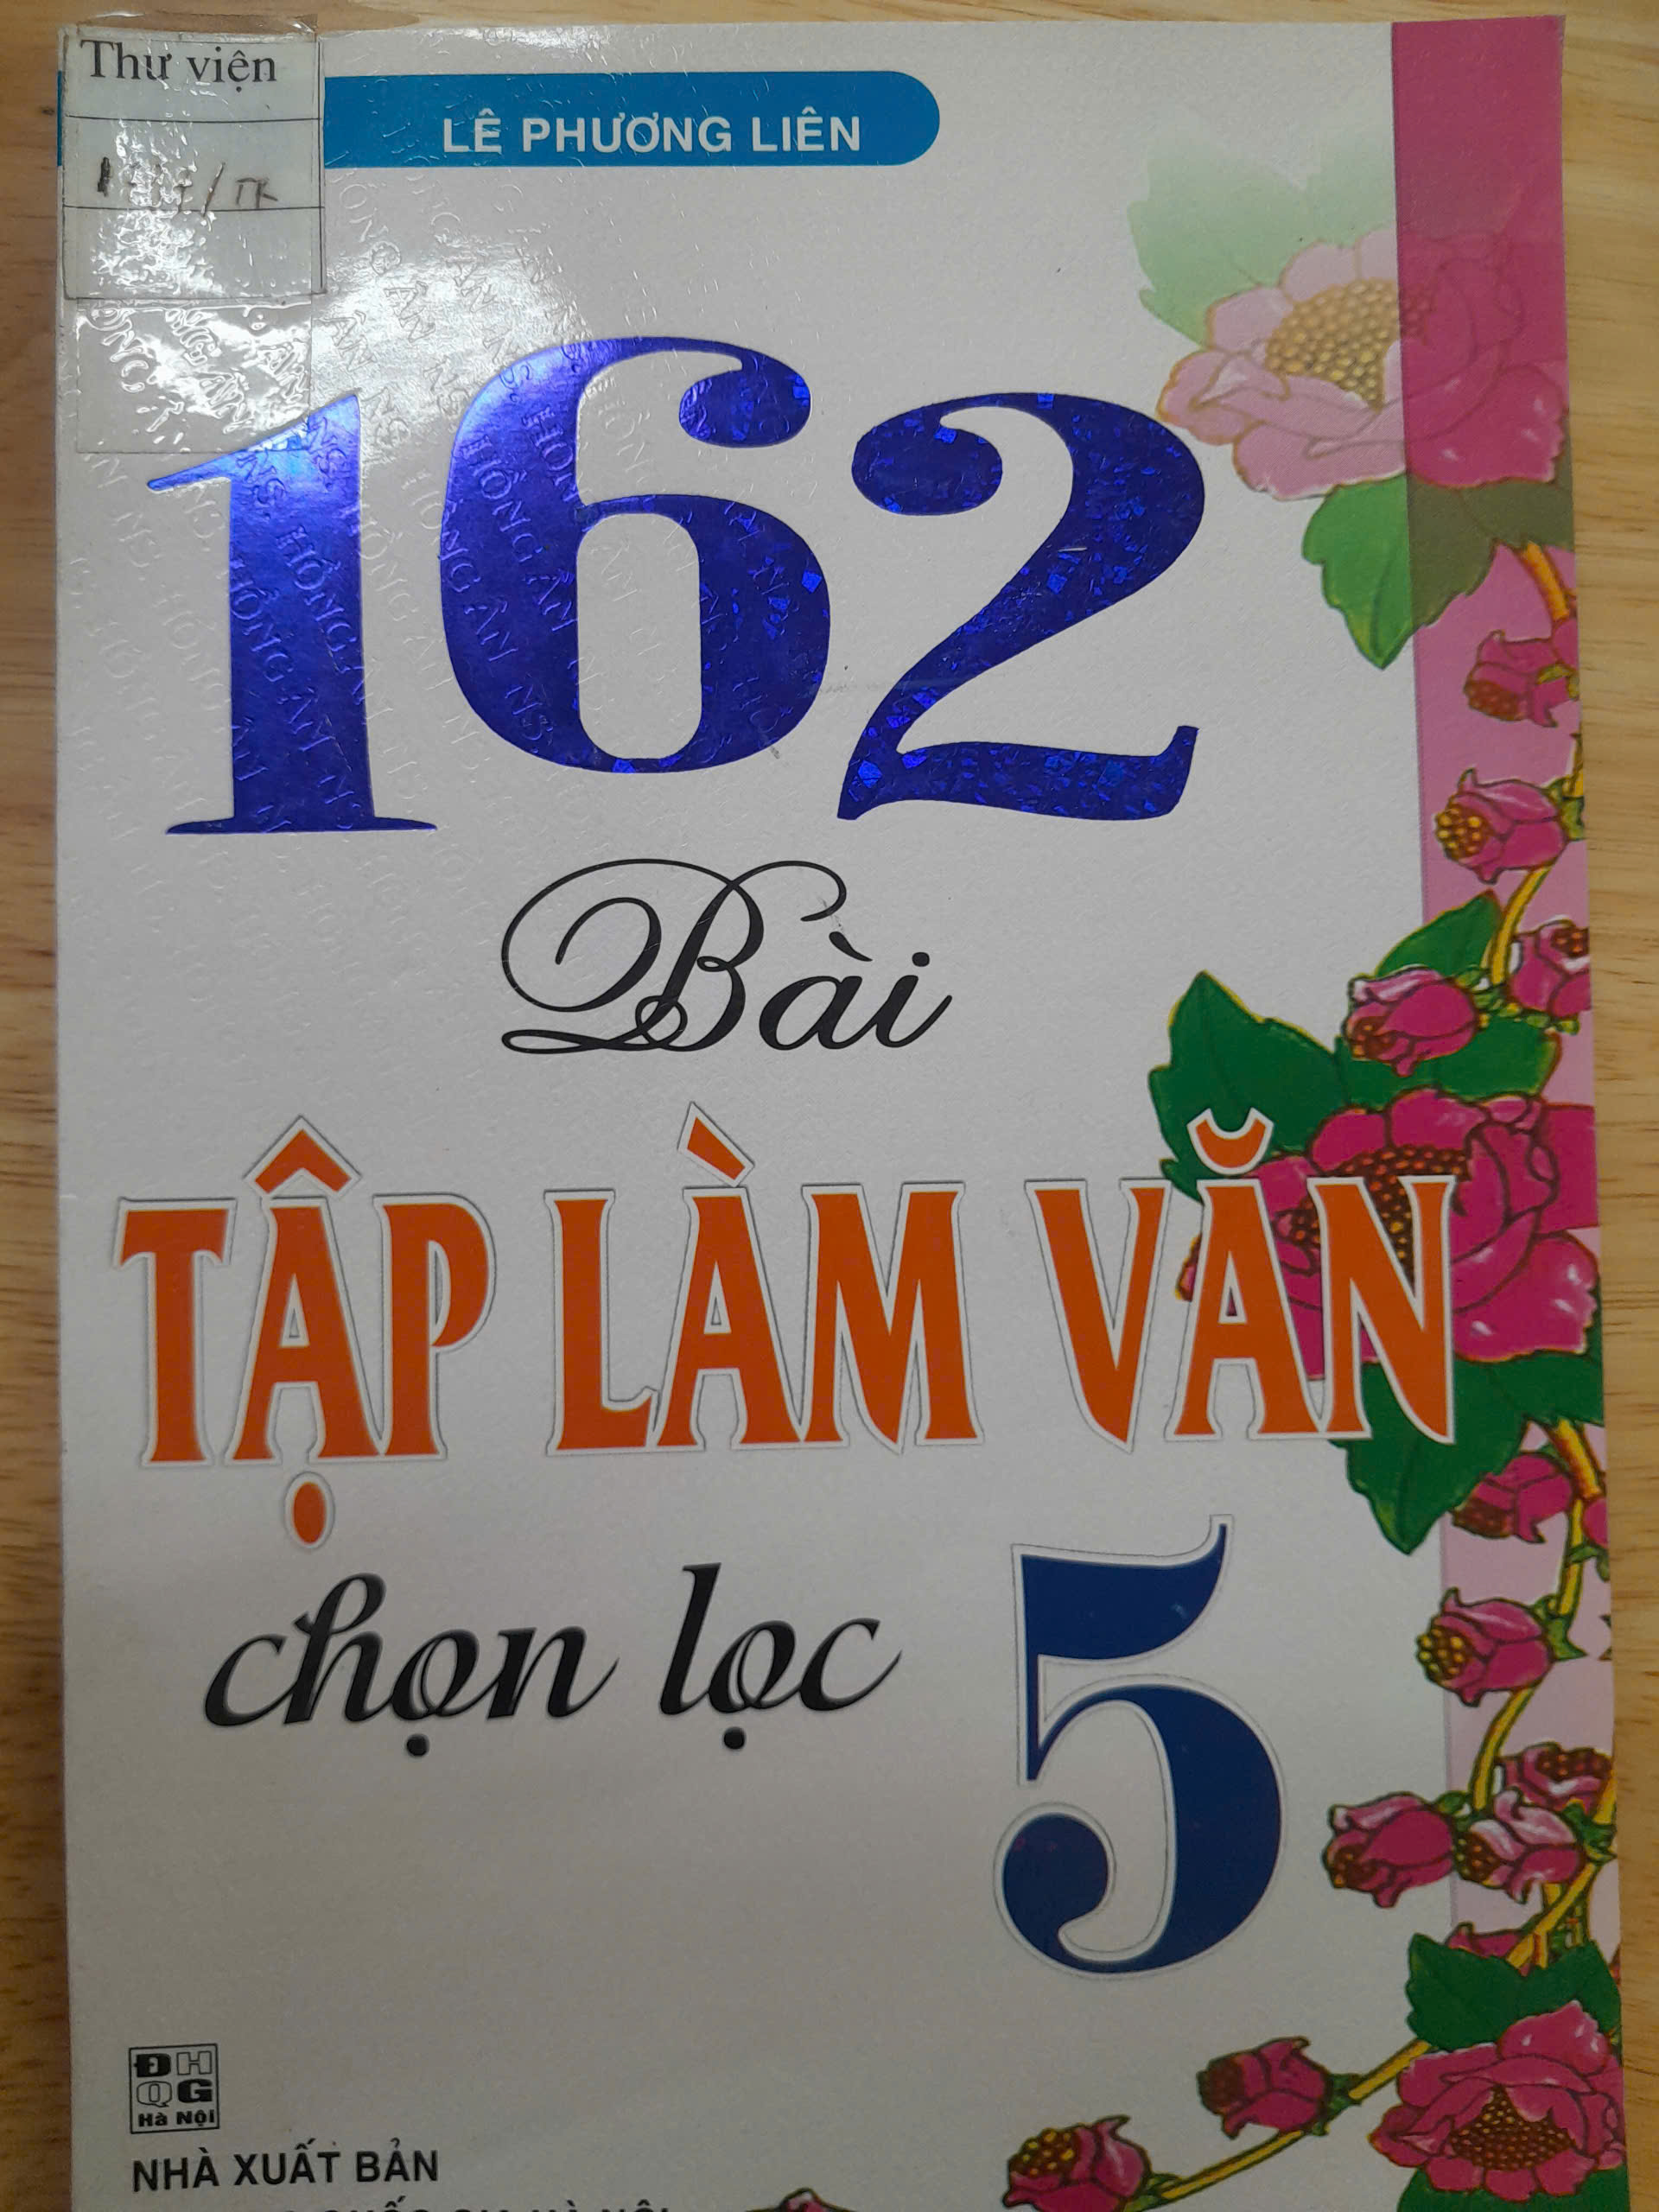 Thư viện
LÊ PHƯƠNG LIÊN
162
Bài
TẬP LÀM VĂN
chọn lọc 5
ĐH
QG
Hà Nội
NHÀ XUẤT BẢN